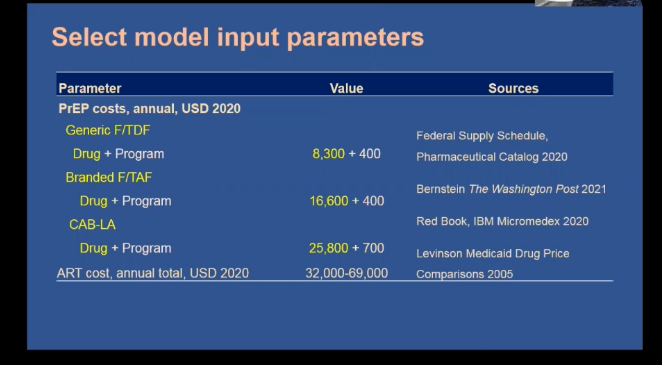 Select model input parameters
Parameter Value Sources
PrEP costs, annual, USD 2020
Generic F/TDF
Federal Supply Schedule,
Drug + Program 8,300 + 400 Pharmaceutical Catalog 2020
Branded F/TAF
Bernstein The Washington Post 2021
Drug + Program 16,600 + 400
CAB-LA Red Book, IBM Micromedex 2020
Drug + Program 25,800 + 700
Levinson Medicaid Drug Price
ART cost, annual total, USD 2020 32,000-69,000 Comparisons 2005